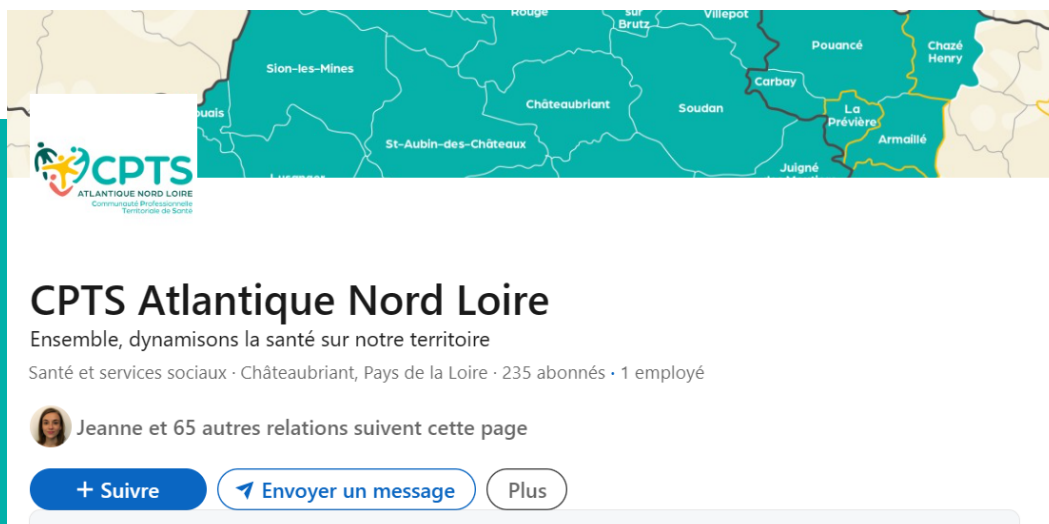 Rouge
sur
Brutz
Villepot
Pouancé
Chazé
Henry
Sion-les-Mines
Carbay
Châteaubriant
Soudan
La
Prévière
Armaillé
St-Aubin-des-Châteaux
Juigné
CPTS
ATLANTIQUE NORD LOIRE
Communauté Professionnelle
Territoriale de Santé
CPTS Atlantique Nord Loire
Ensemble, dynamisons la santé sur notre territoire
Santé et services sociaux · Châteaubriant, Pays de la Loire · 235 abonnés · 1 employé
Jeanne et 65 autres relations suivent cette page
+ Suivre
Envoyer un message
Plus